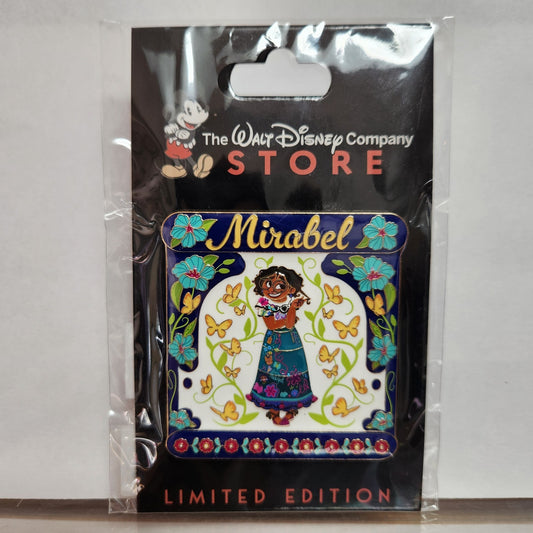 The WALT DISNEY Company
STORE
Mirabel
LIMITED EDITION